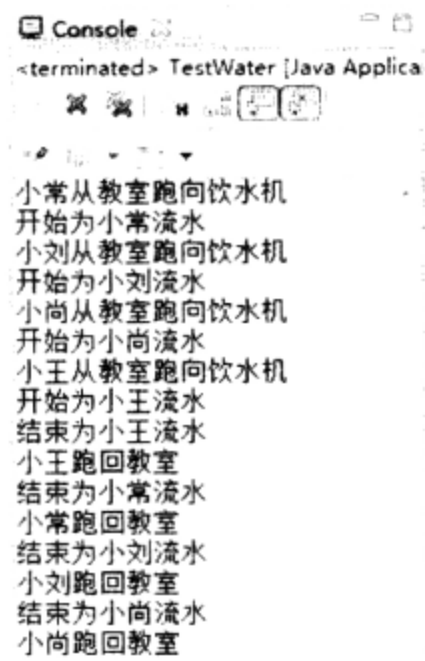 Console
<terminated> TestWater [Java Applica
小常从教室跑向饮水机
开始为小常流水
小刘从教室跑向饮水机
开始为小刘流水
小尚从教室跑向饮水机
开始为小尚流水
小王从教室跑向饮水机
开始为小王流水
结束为小王流水
小王跑回教室
结束为小常流水
小常跑回教室
结束为小刘流水
小刘跑回教室
结束为小尚流水
小尚跑回教室